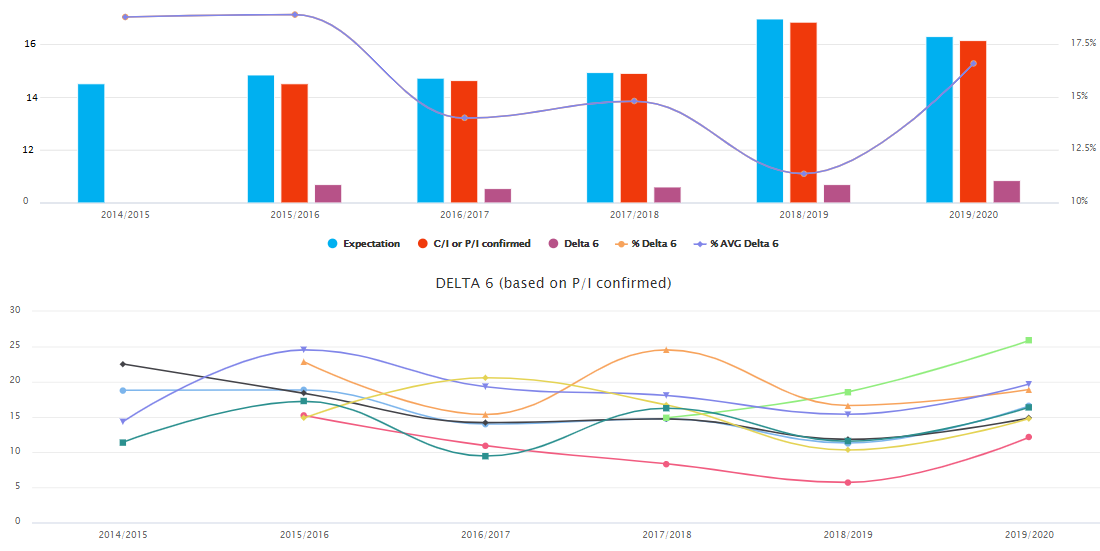 16 17.5%
14 15%
12 12.5%
0 10%
2014/2015 2015/2016 2016/2017 2017/2018 2018/2019 2019/2020
Expectation C/I or P/I confirmed Delta 6 % Delta 6 % AVG Delta 6
DELTA 6 (based on P/I confirmed)
30
25
20
15
10
5
0
2014/2015 2015/2016 2016/2017 2017/2018 2018/2019 2019/2020